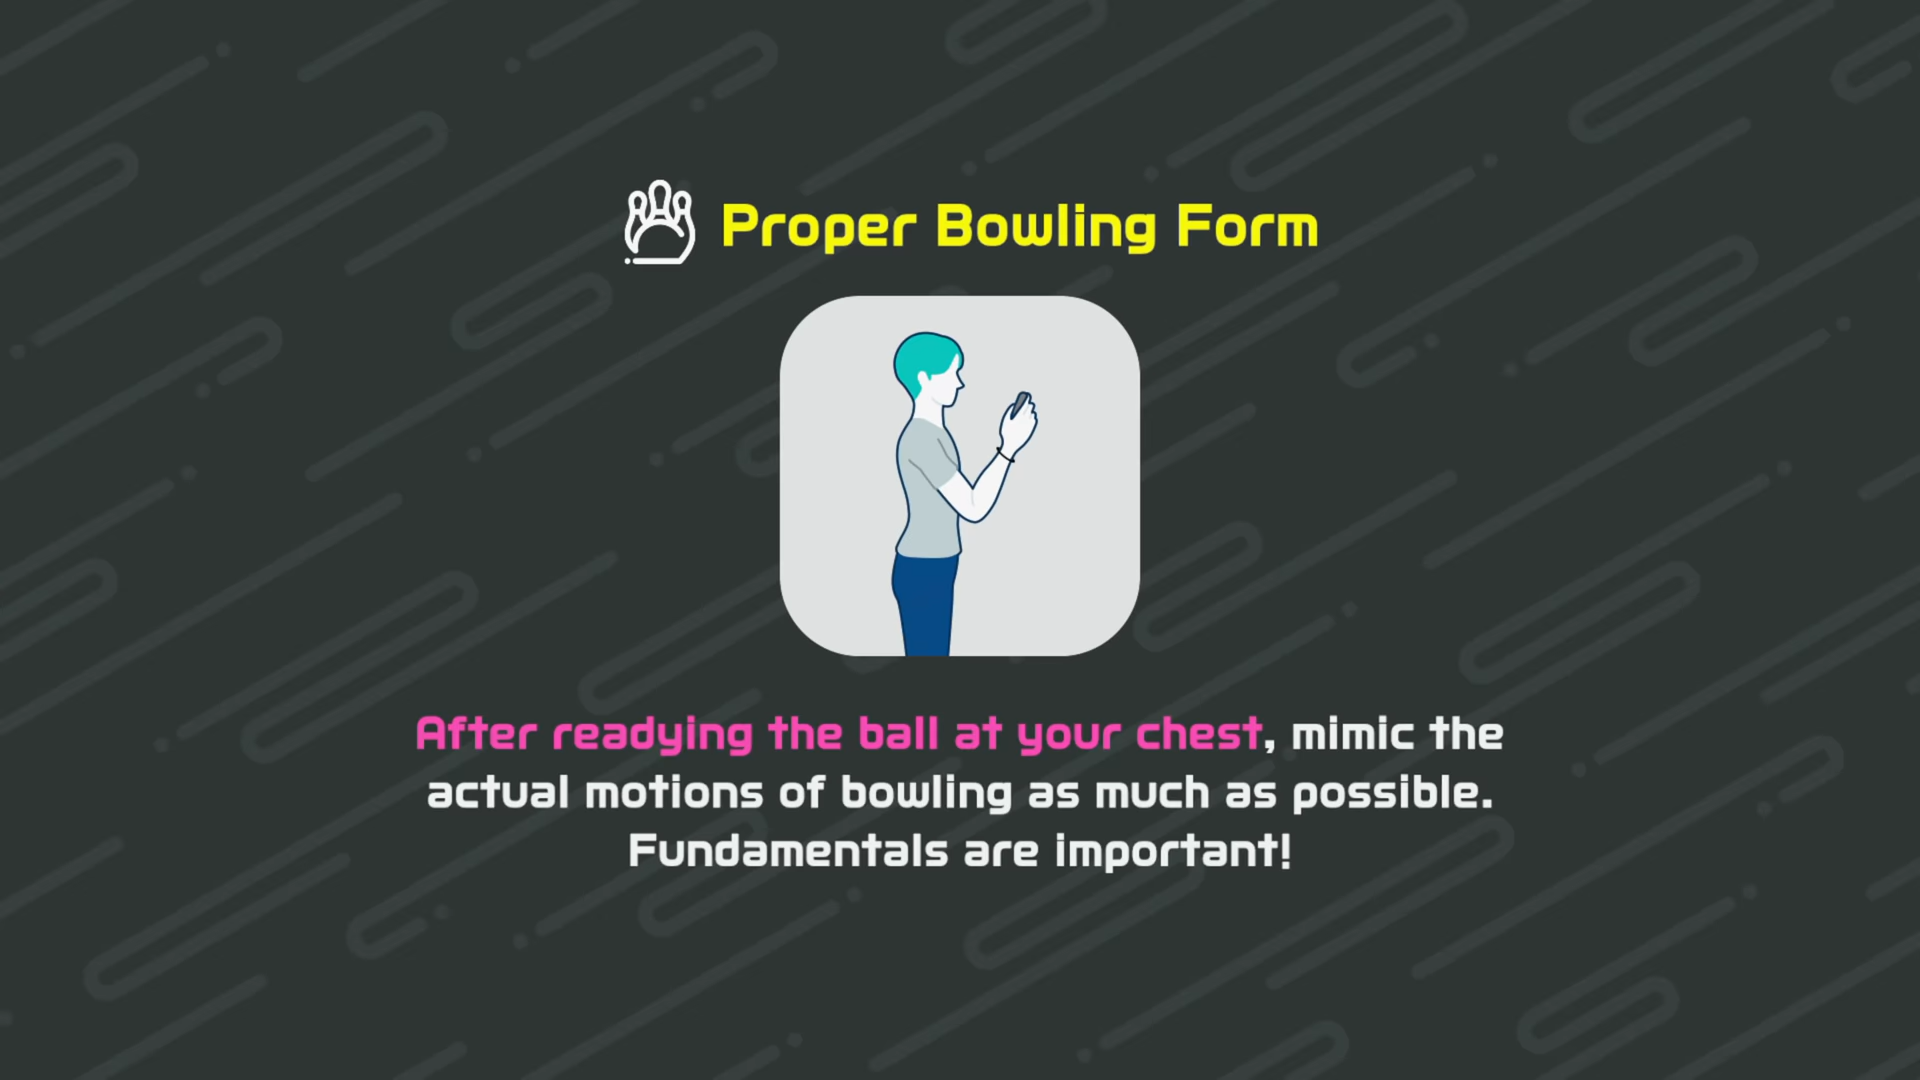 Proper Bowling Form
After readying the ball at your chest, mimic the
actual motions of bowling as much as possible.
Fundamentals are important!